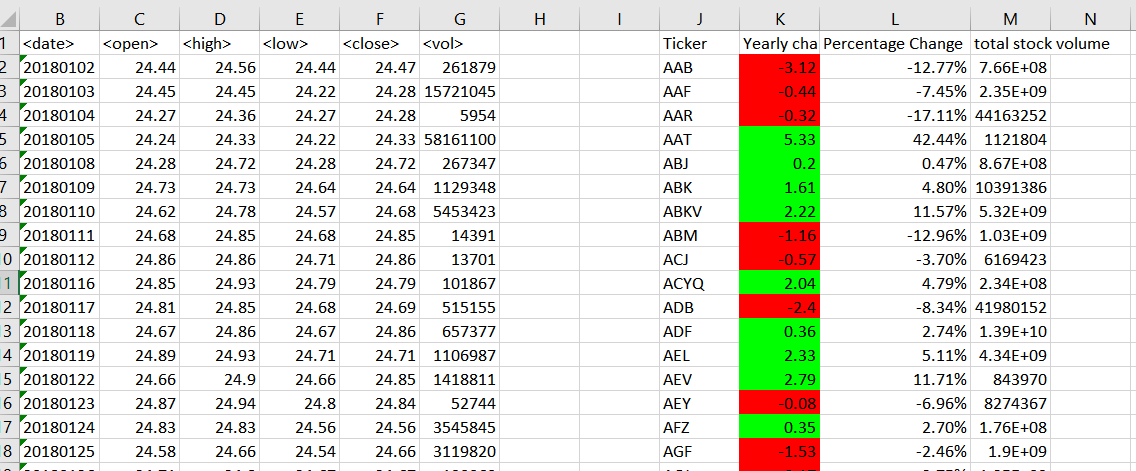 B C D E F G H I J K L M N
1 <date> <open> <high> <low> <close> <vol> Ticker Yearly cha Percentage Change total stock volume
2 20180102 24.44 24.56 24.44 24.47 261879 AAB -3.12 -12.77% 7.66E+08
3 20180103 24.45 24.45 24.22 24.28 15721045 AAF -0.44 -7.45% 2.35E+09
4 20180104 24.27 24.36 24.27 24.28 5954 AAR -0.32 -17.11% 44163252
5 20180105 24.24 24.33 24.22 24.33 58161100 AAT 5.33 42.44% 1121804
6 20180108 24.28 24.72 24.28 24.72 267347 ABJ 0.2 0.47% 8.67E+08
7 20180109 24.73 24.73 24.64 24.64 1129348 ABK 1.61 4.80% 10391386
8 20180110 24.62 24.78 24.57 24.68 5453423 ABKV 2.22 11.57% 5.32E+09
9 20180111 24.68 24.85 24.68 24.85 14391 ABM -1.16 -12.96% 1.03E+09
0 20180112 24.86 24.86 24.71 24.86 13701 ACJ -0.57 -3.70% 6169423
1 20180116 24.85 24.93 24.79 24.79 101867 ACYQ 2.04 4.79% 2.34E+08
2 20180117 24.81 24.85 24.68 24.69 515155 ADB -2.4 -8.34% 41980152
3 20180118 24.67 24.86 24.67 24.86 657377 ADF 0.36 2.74% 1.39E+10
4 20180119 24.89 24.93 24.71 24.71 1106987 AEL 2.33 5.11% 4.34E+09
5 20180122 24.66 24.9 24.66 24.85 1418811 AEV 2.79 11.71% 843970
6 20180123 24.87 24.94 24.8 24.84 52744 AEY -0.08 -6.96% 8274367
7 20180124 24.83 24.83 24.56 24.56 3545845 AFZ 0.35 2.70% 1.76E+08
8 20180125 24.58 24.66 24.54 24.66 3119820 AGF -1.53 -2.46% 1.9E+09